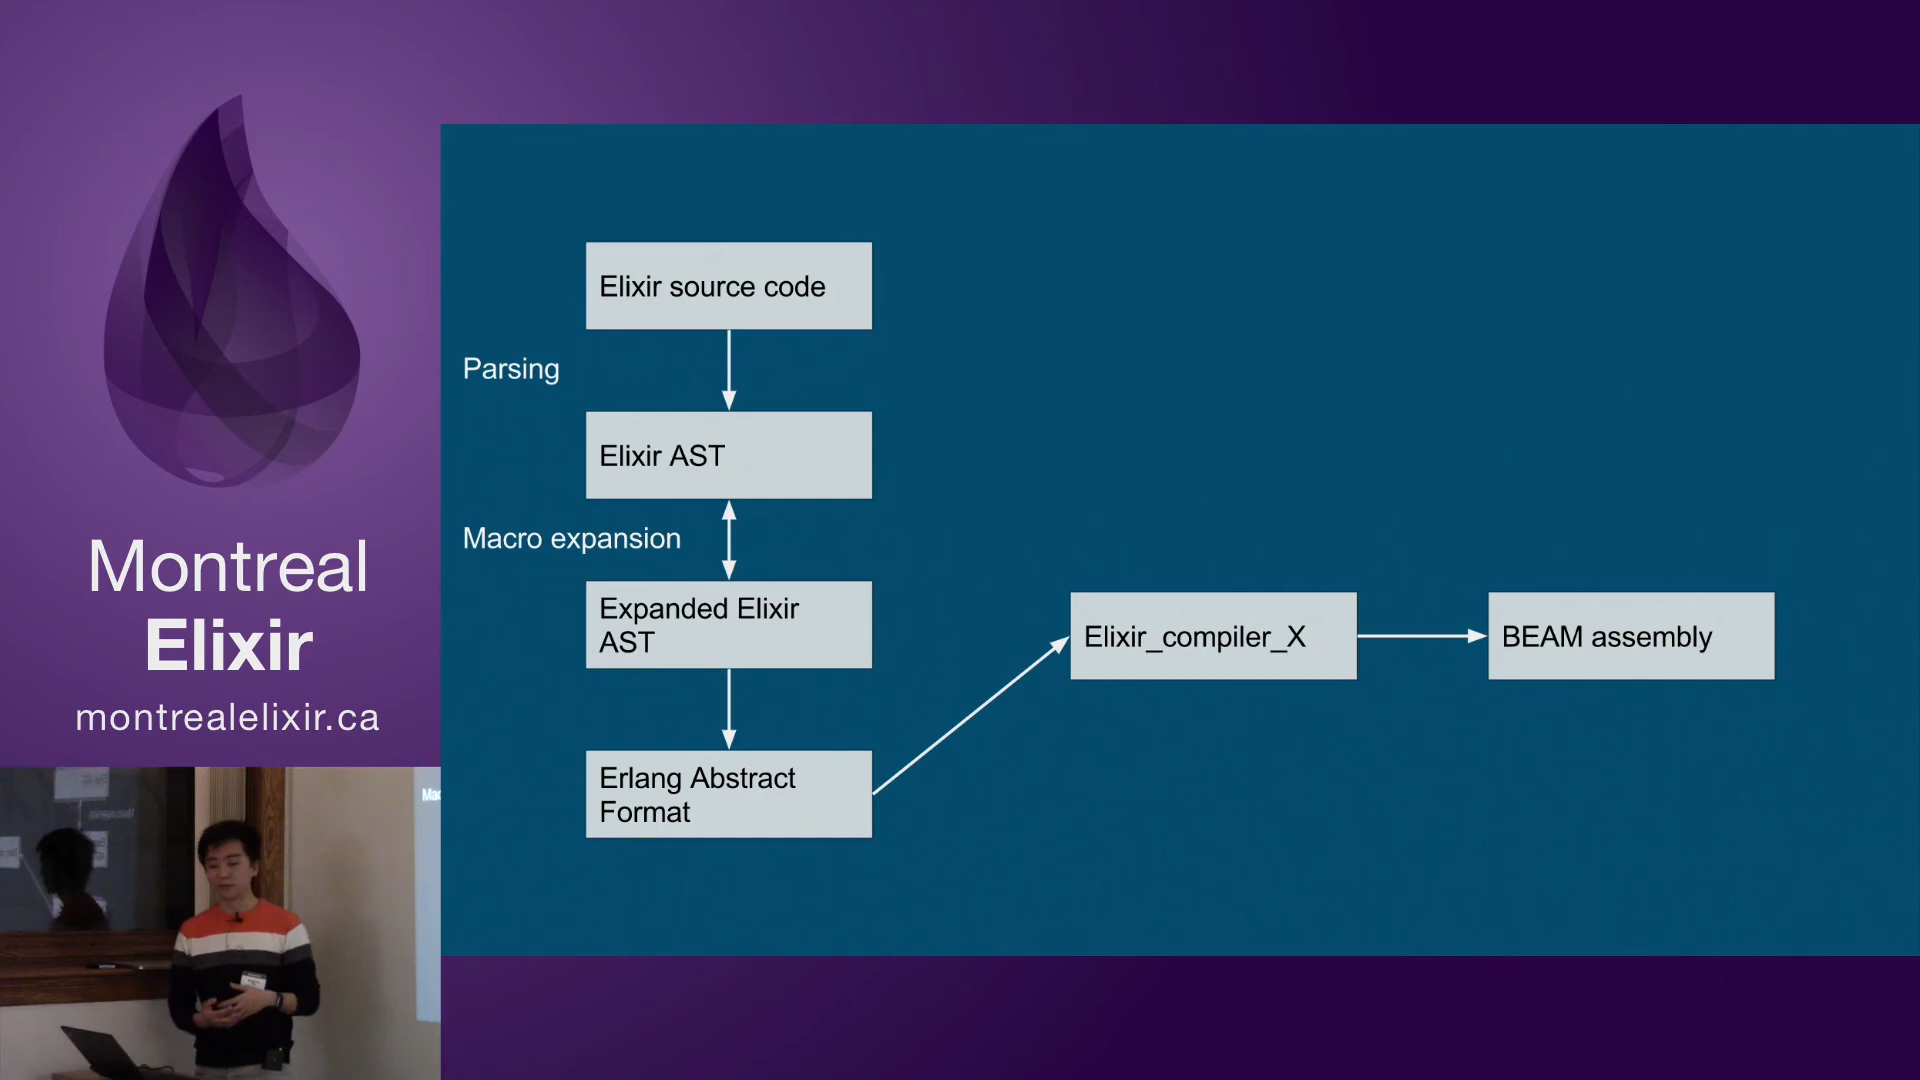 Montreal
Elixir
montrealelixir.ca
Elixir source code
Parsing
Elixir AST
Macro expansion
Expanded Elixir
AST
Erlang Abstract
Format
Elixir_compiler_X
BEAM assembly
Mac